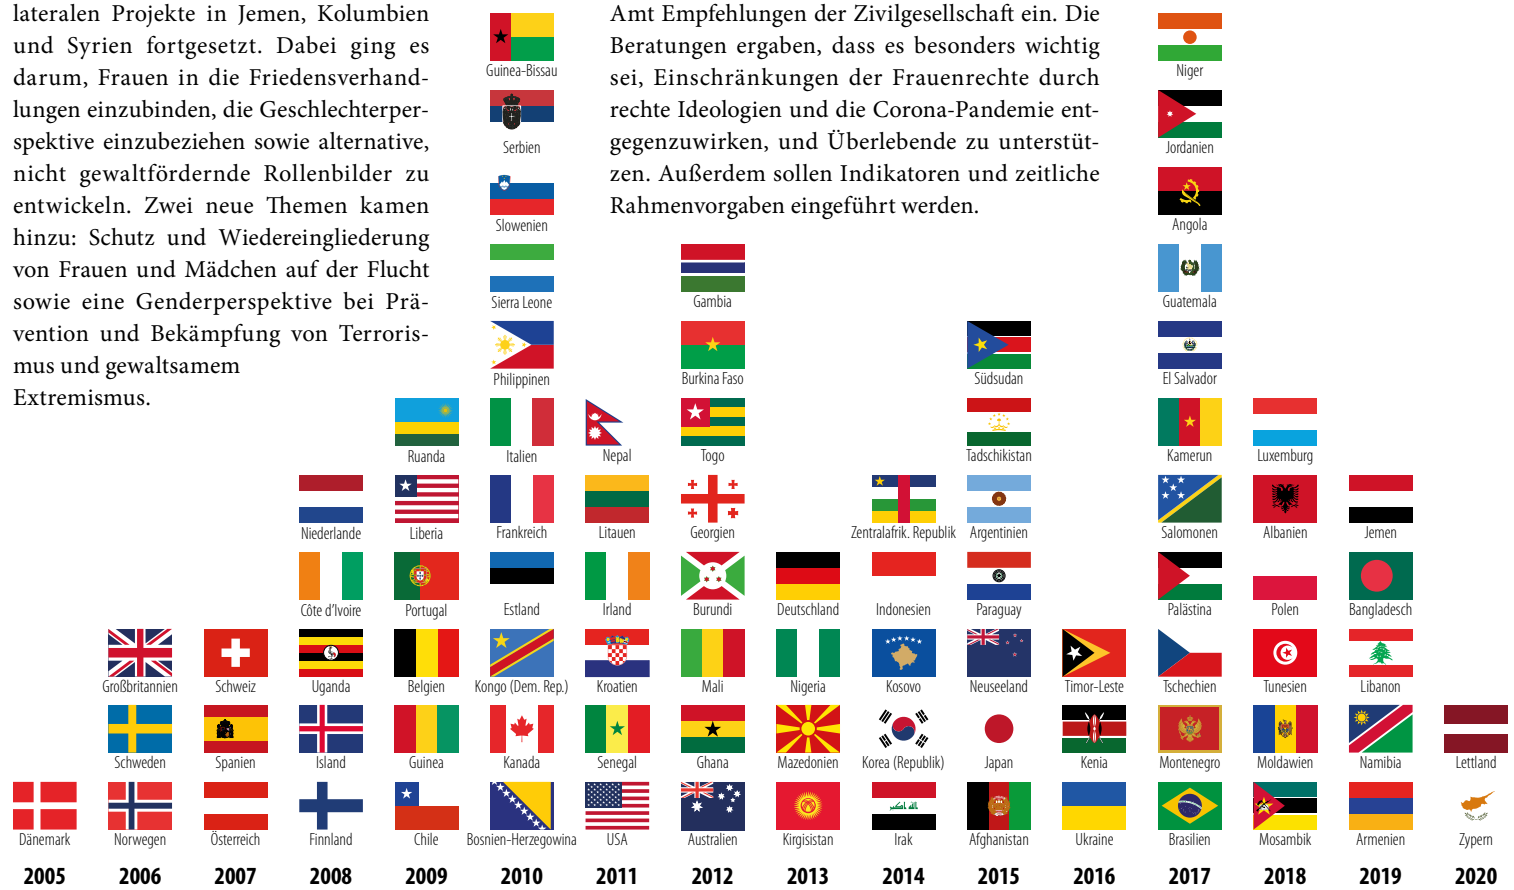 lateralen Projekte in Jemen, Kolumbien
und Syrien fortgesetzt. Dabei ging es
darum, Frauen in die Friedensverhand-
lungen einzubinden, die Geschlechterper-
spektive einzubeziehen sowie alternative,
nicht gewaltfördernde Rollenbilder zu
entwickeln. Zwei neue Themen kamen
hinzu: Schutz und Wiedereingliederung
von Frauen und Mädchen auf der Flucht
sowie eine Genderperspektive bei Prä-
vention und Bekämpfung von Terroris-
mus und gewaltsamem
Extremismus.
Amt Empfehlungen der Zivilgesellschaft ein. Die
Beratungen ergaben, dass es besonders wichtig
sei, Einschränkungen der Frauenrechte durch
rechte Ideologien und die Corona-Pandemie ent-
gegenzuwirken, und Überlebende zu unterstüt-
zen. Außerdem sollen Indikatoren und zeitliche
Rahmenvorgaben eingeführt werden.
Guinea-Bissau Niger
Serbien Jordanien
Slowenien Angola
Sierra Leone Gambia Guatemala
Philippinen Burkina Faso Südsudan El Salvador
Ruanda Italien Nepal Togo Tadschikistan Kamerun Luxemburg
Niederlande Liberia Frankreich Litauen Georgien Zentralafrik. Republik Argentinien Salomonen Albanien Jemen
Côte d'Ivoire Portugal Estland Irland Burundi Deutschland Indonesien Paraguay Palästina Polen Bangladesch
Großbritannien Schweiz Uganda Belgien Kongo (Dem. Rep.) Kroatien Mali Nigeria Kosovo Neuseeland Timor-Leste Tschechien Tunesien Libanon
Schweden Spanien Island Guinea Kanada Senegal Ghana Mazedonien Korea (Republik) Japan Kenia Montenegro Moldawien Namibia Lettland
Dänemark Norwegen Österreich Finnland Chile Bosnien-Herzegowina USA Australien Kirgisistan Irak Afghanistan Ukraine Brasilien Mosambik Armenien Zypern
2005 2006 2007 2008 2009 2010 2011 2012 2013 2014 2015 2016 2017 2018 2019 2020